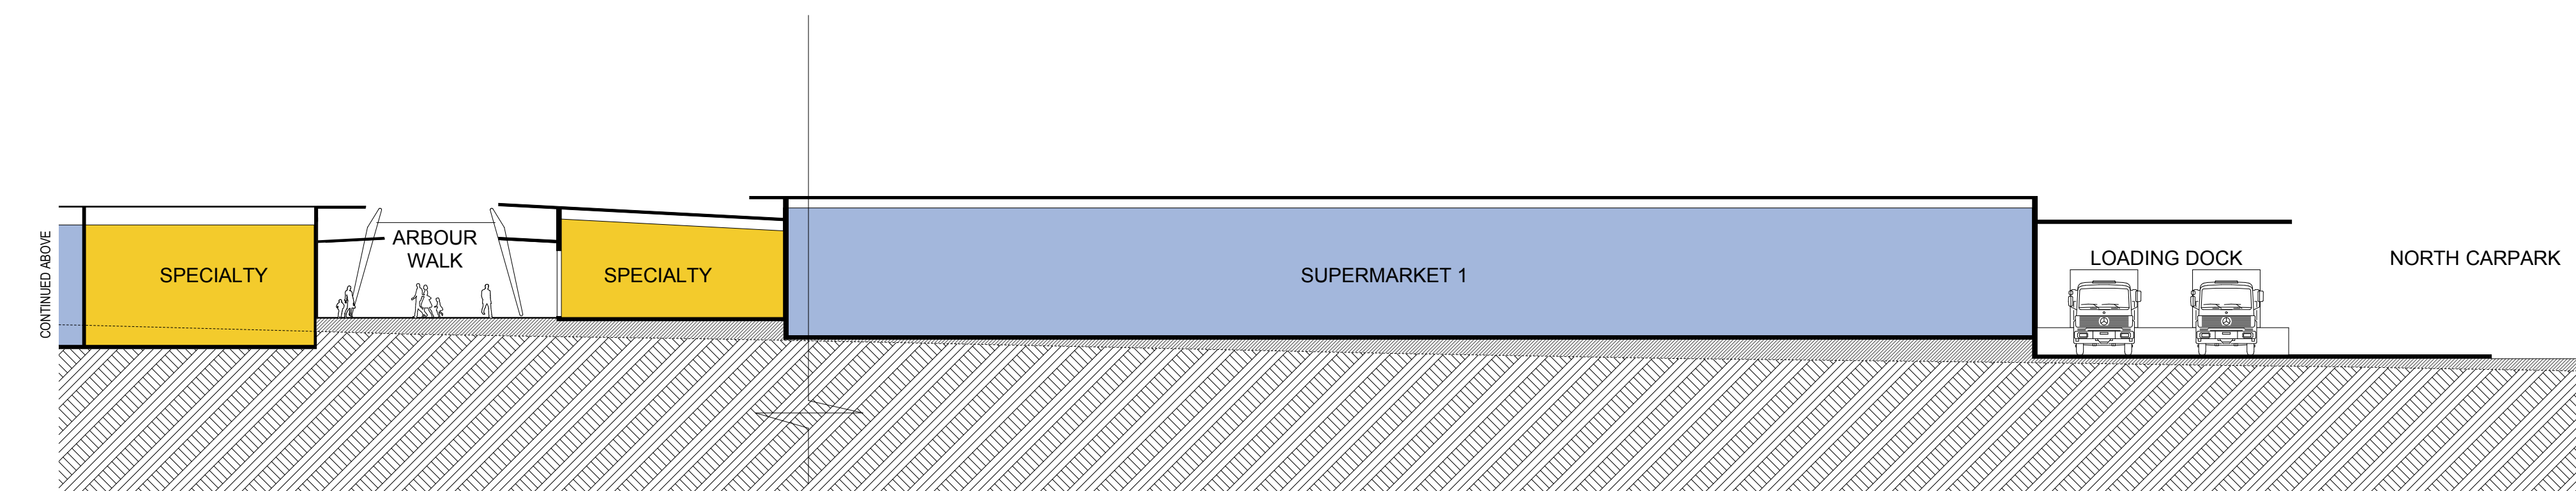 CONTINUED ABOVE
SPECIALTY
ARBOUR
WALK
SPECIALTY
SUPERMARKET 1
LOADING DOCK
NORTH CARPARK